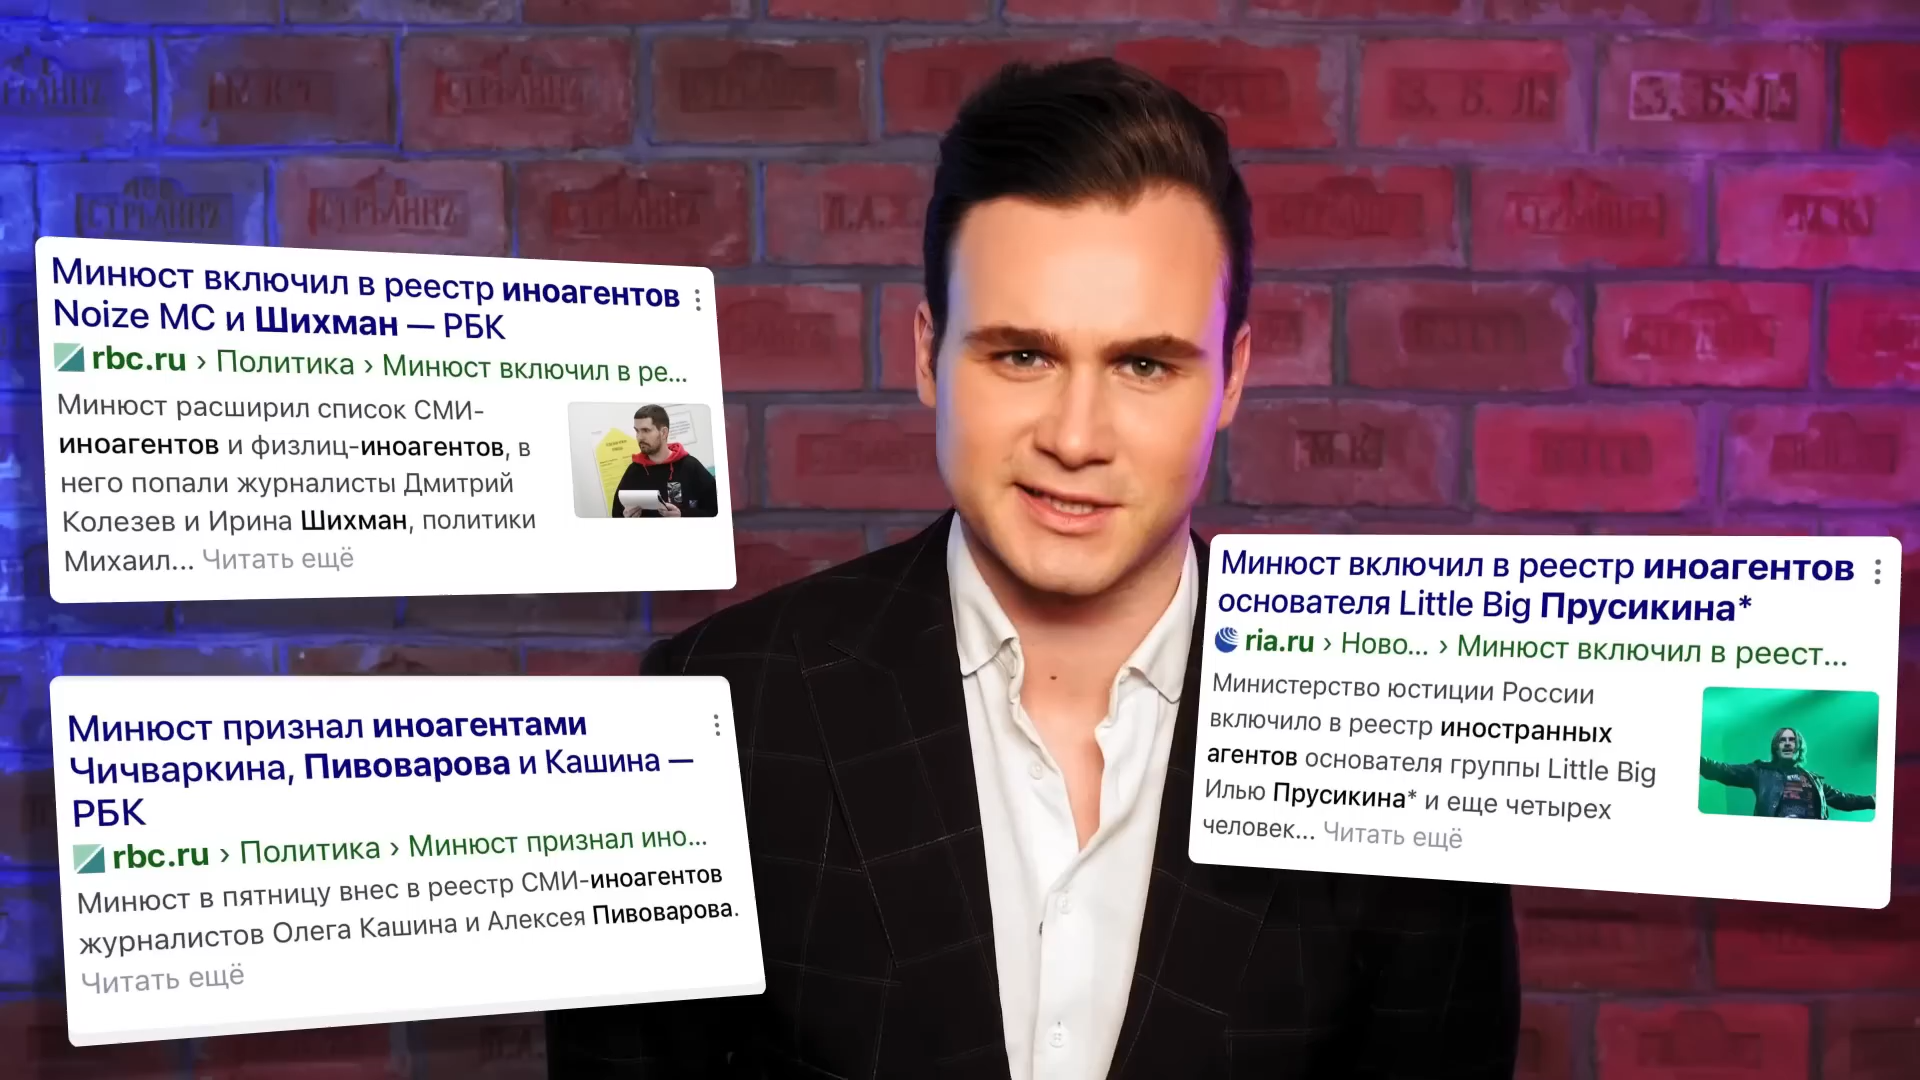 Минюст включил в реестр иноагентов
Noize MC и Шихман — РБК
rbc.ru › Политика › Минюст включил в ре...
Минюст расширил список СМИ-
иноагентов и физлиц-иноагентов, в
него попали журналисты Дмитрий
Колезев и Ирина Шихман, политики
Михаил... Читать ещё
Минюст признал иноагентами
Чичваркина, Пивоварова и Кашина —
РБК
rbc.ru › Политика › Минюст признал ино...
Минюст в пятницу внес в реестр СМИ-иноагентов
журналистов Олега Кашина и Алексея Пивоварова.
Читать ещё
Минюст включил в реестр иноагентов
основателя Little Big Прусикина*
ria.ru › Ново... › Минюст включил в реест...
Министерство юстиции России
включило в реестр иностранных
агентов основателя группы Little Big
Илью Прусикина* и еще четырех
человек... Читать ещё
З. Б. Л.
З. Б. Л.